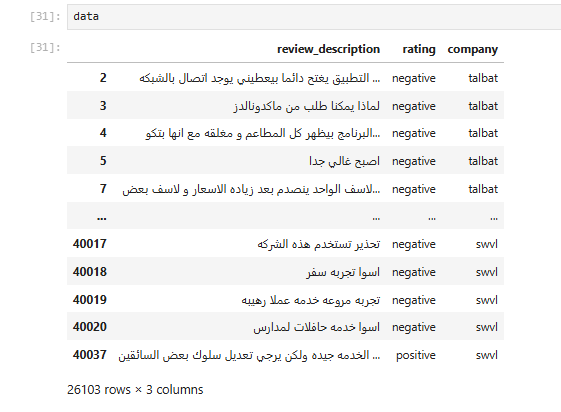 [31]: data
[31]:
review_description rating company
2 التطبيق يغتح دائما بيعطيني يوجد اتصال بالشبكه ... negative talbat
3 لماذا يمكنا طلب من ماكدونالدز negative talbat
4 البرنامج بيظهر كل المطاعم و مغلقه مع انها بتكو... negative talbat
5 اصبح غالي جدا negative talbat
7 لاسف الواحد ينصدم بعد زياده الاسعار و لاسف بعض... negative talbat
... ... ... ...
40017 تحذير تستخدم هذه الشركه negative swvl
40018 اسوا تجربه سفر negative swvl
40019 تجربه مروعه خدمه عملا رهيبه negative swvl
40020 اسوا خدمه حافلات لمدارس negative swvl
40037 الخدمه جيده ولكن يرجي تعديل سلوك بعض السائقين ... positive swvl
26103 rows × 3 columns